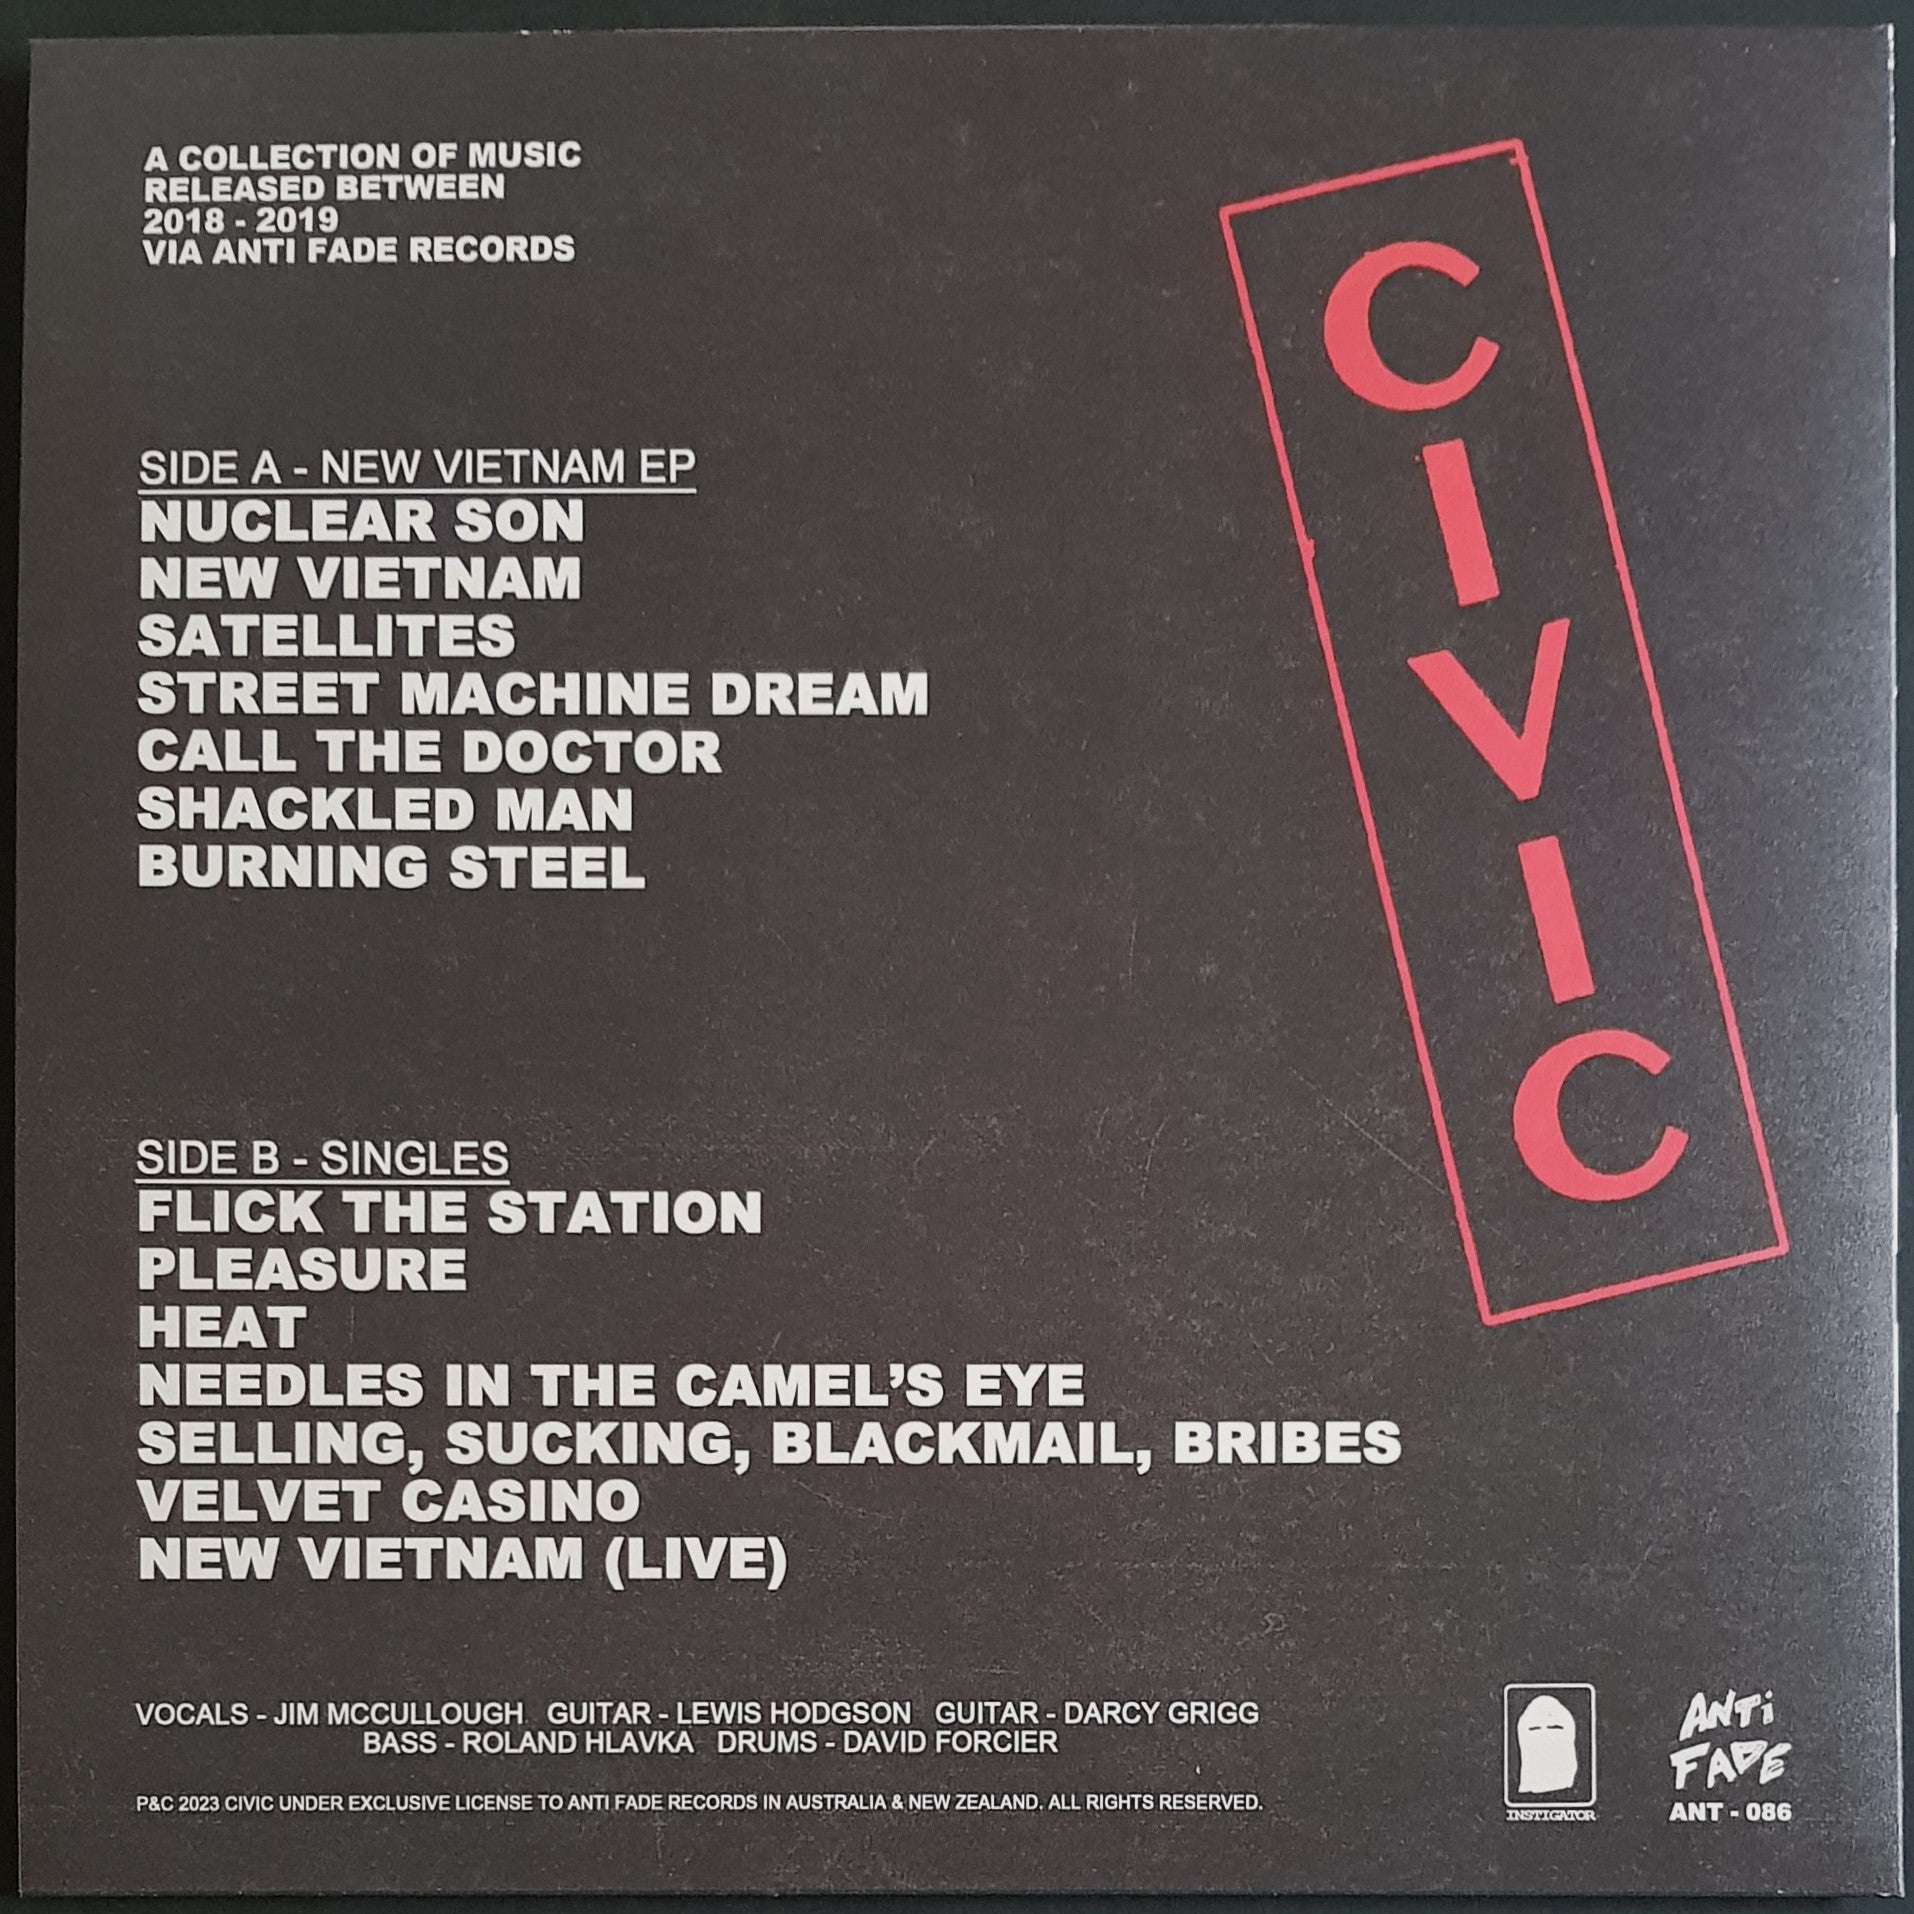 A COLLECTION OF MUSIC
RELEASED BETWEEN
2018 - 2019
VIA ANTI FADE RECORDS
CIVIC
SIDE A - NEW VIETNAM EP
NUCLEAR SON
NEW VIETNAM
SATELLITES
STREET MACHINE DREAM
CALL THE DOCTOR
SHACKLED MAN
BURNING STEEL
SIDE B - SINGLES
FLICK THE STATION
PLEASURE
HEAT
NEEDLES IN THE CAMEL’S EYE
SELLING, SUCKING, BLACKMAIL, BRIBES
VELVET CASINO
NEW VIETNAM (LIVE)
VOCALS - JIM MCCULLOUGH GUITAR - LEWIS HODGSON GUITAR - DARCY GRIGG
BASS - ROLAND HLAVKA DRUMS - DAVID FORCIER
P&C 2023 CIVIC UNDER EXCLUSIVE LICENSE TO ANTI FADE RECORDS IN AUSTRALIA & NEW ZEALAND. ALL RIGHTS RESERVED.
INSTIGATOR
ANTi
FADE
ANT - 086